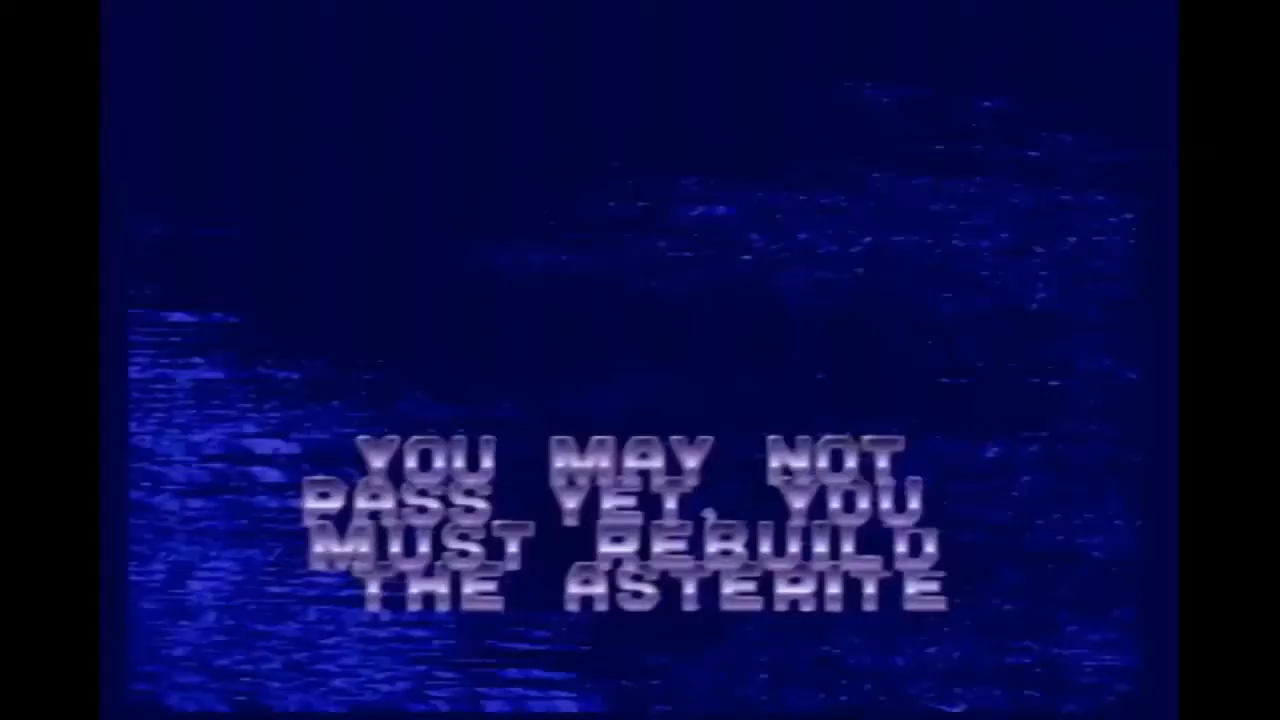 YOU MAY NOT
PASS YET, YOU
MUST REBUILD
THE ASTERITE